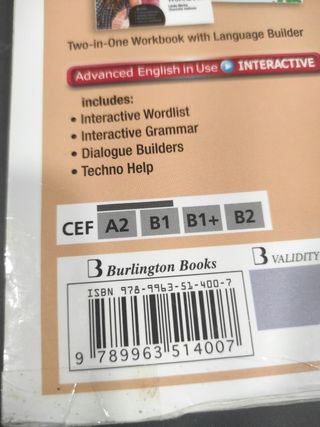 Two-in-One Workbook with Language Builder
Advanced English in Use INTERACTIVE
includes:
• Interactive Wordlist
• Interactive Grammar
• Dialogue Builders
• Techno Help
CEF A2 B1 B1+ B2
B Burlington Books
B VALIDITY
ISBN 978-9963-51-400-7
9 789963 514007